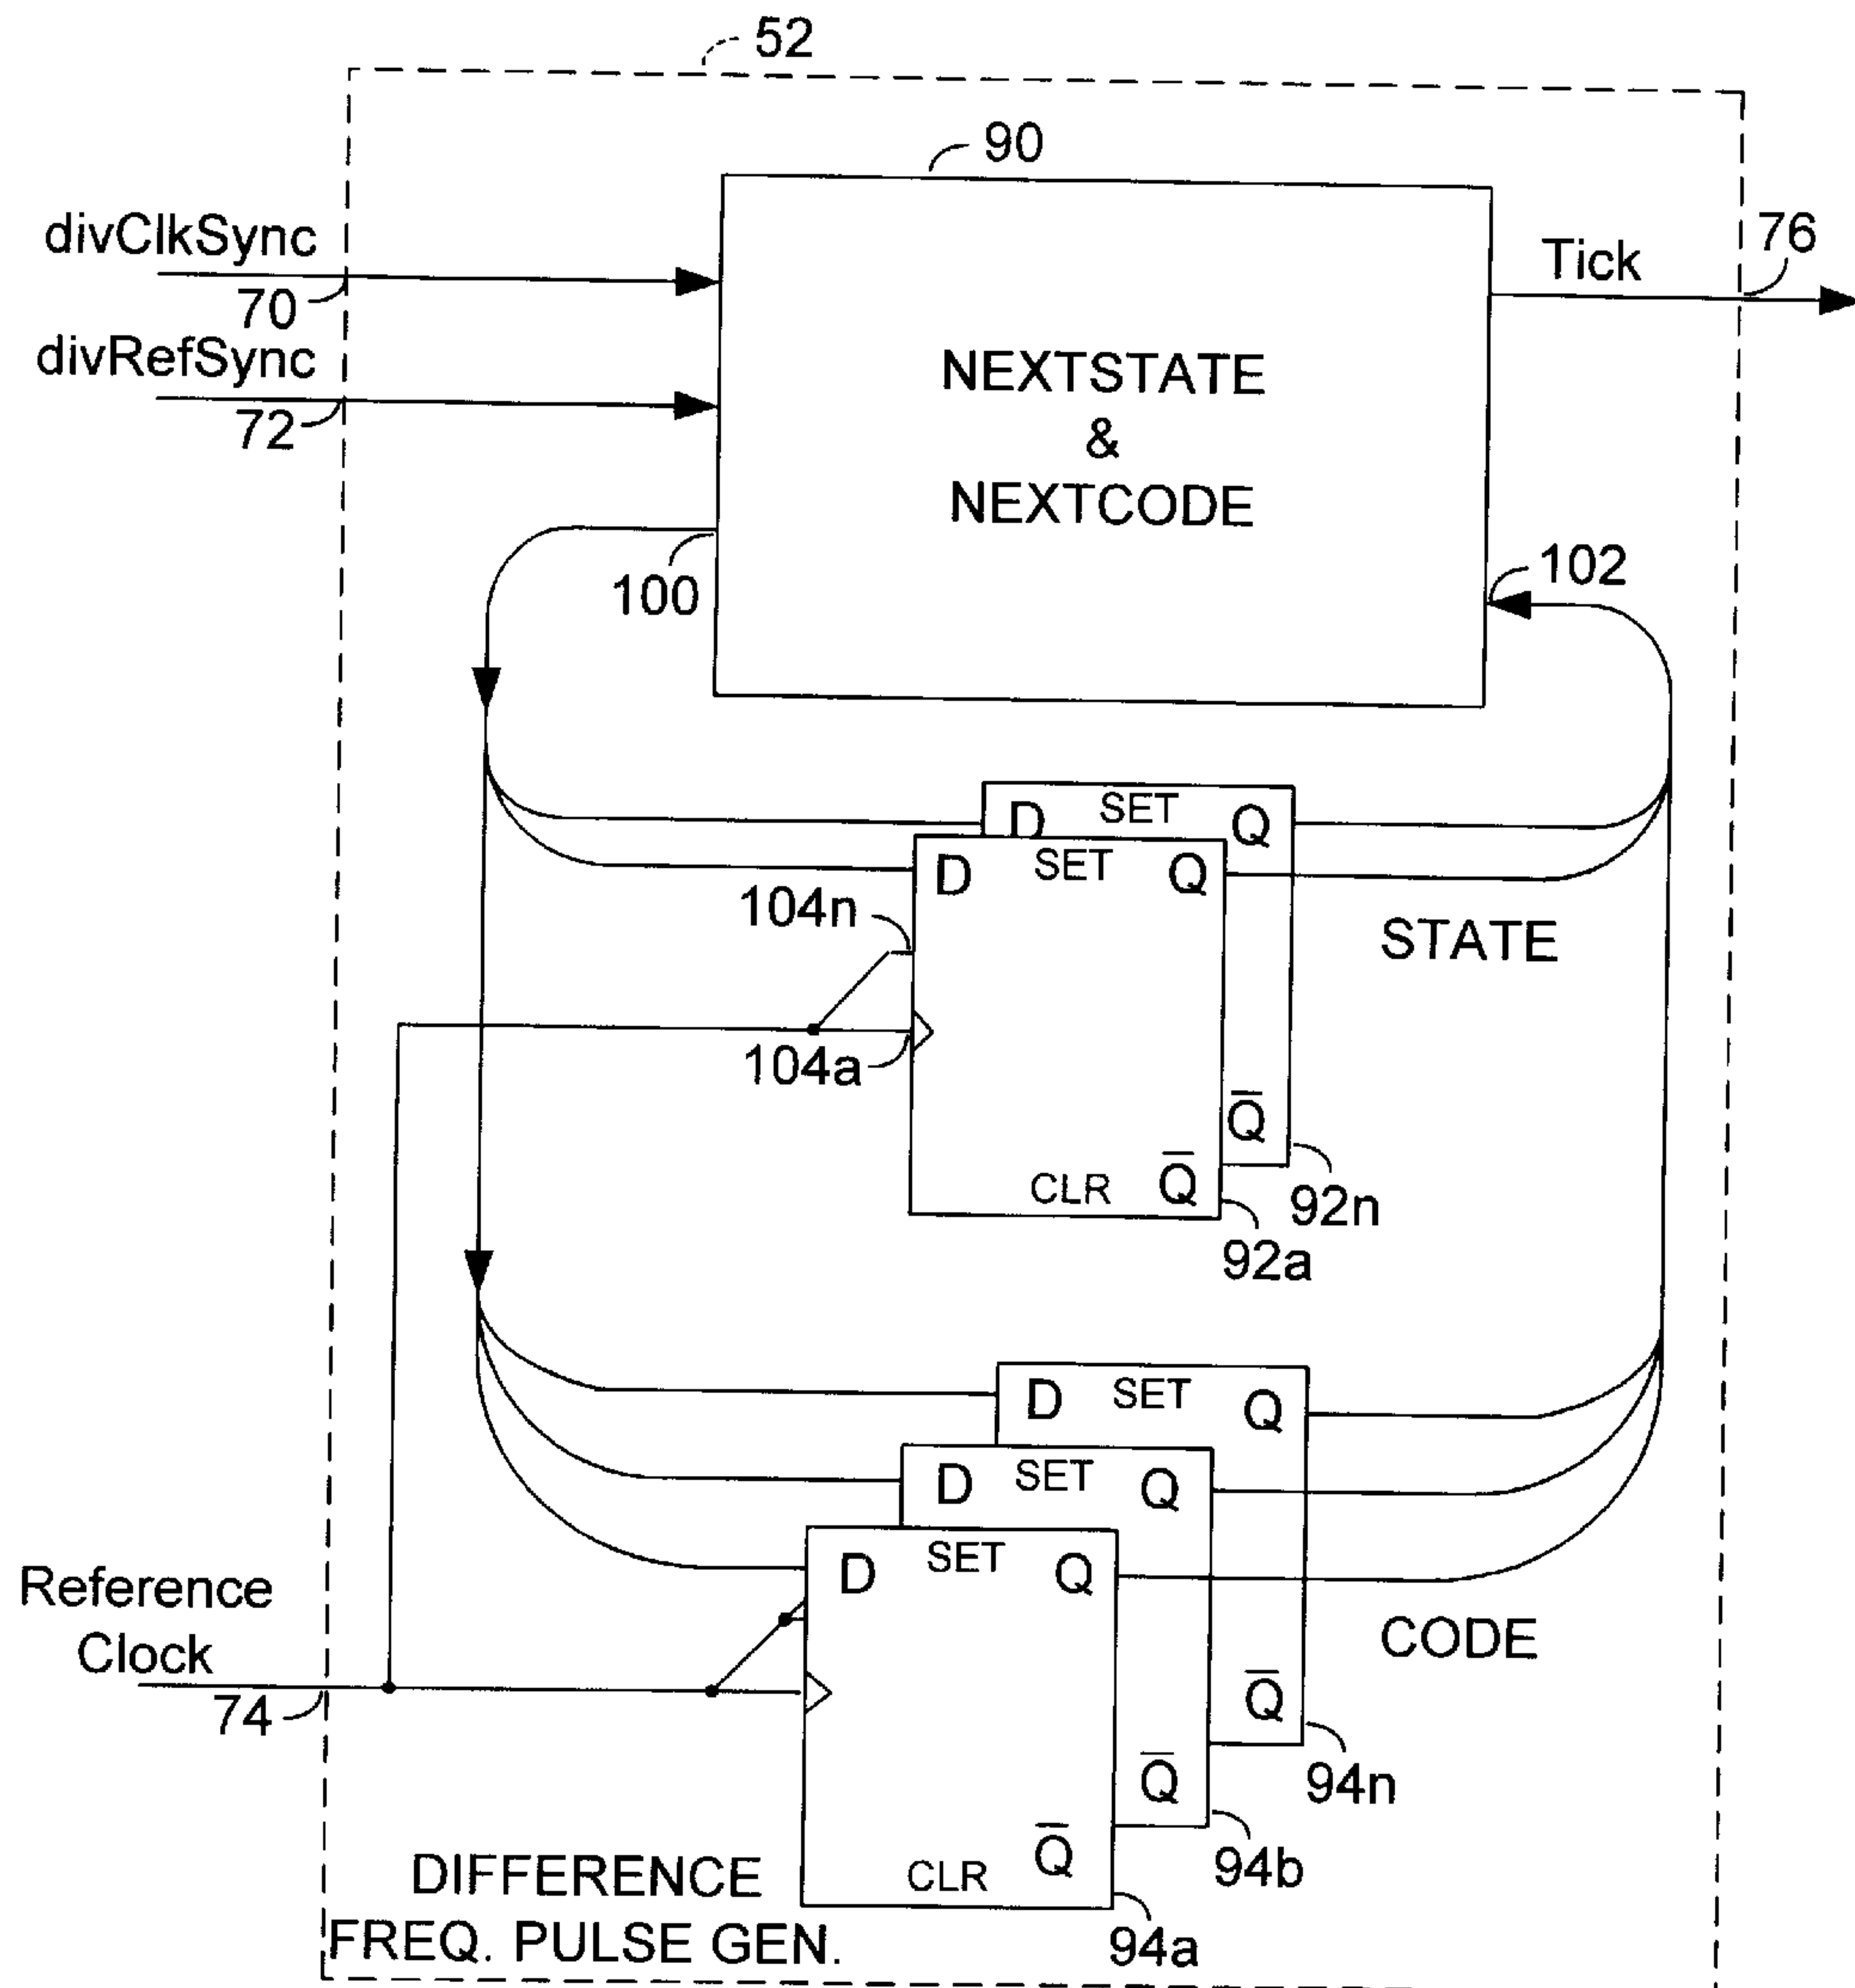 52
90
divClkSync
70
divRefSync
72
Tick
76
NEXTSTATE
&
NEXTCODE
100
102
D SET Q
D SET Q
104n
STATE
104a
Q̅
CLR Q̅
92n
92a
D SET Q
D SET Q
D SET Q
Reference
Clock
74
CODE
Q̅
Q̅
CLR Q̅
94n
94b
94a
DIFFERENCE
FREQ. PULSE GEN.